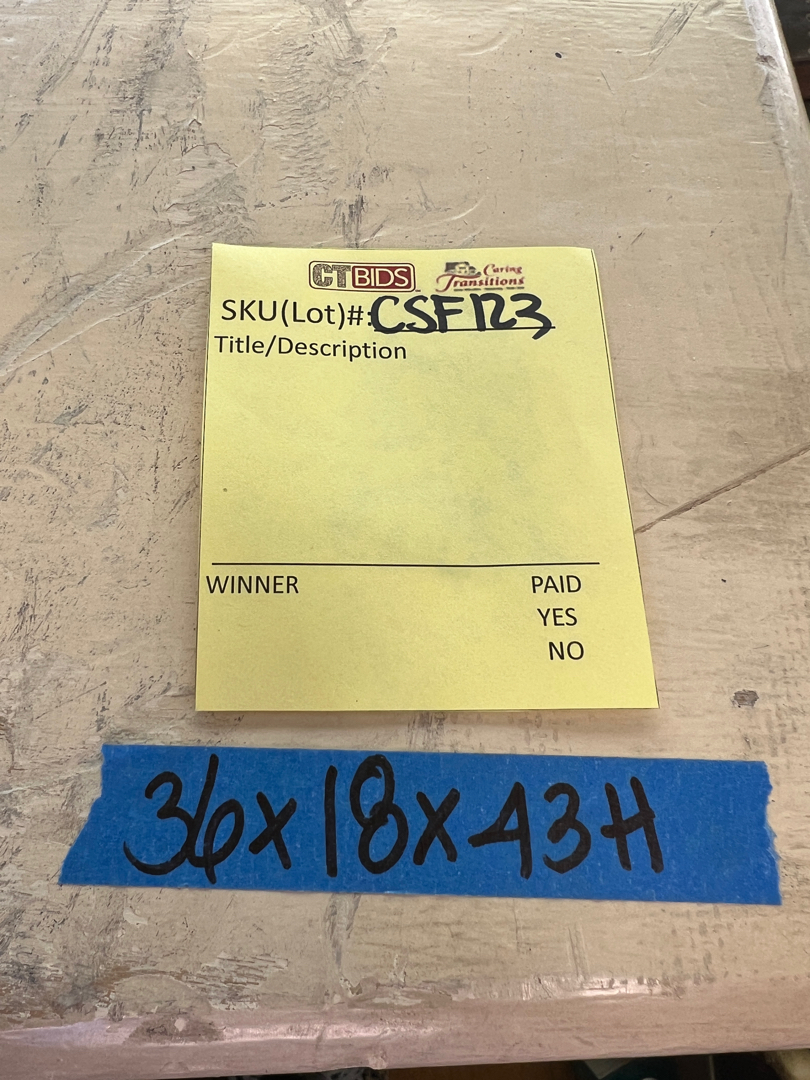 CTBIDS Caring Transitions
SKU(Lot)#:CSF123
Title/Description
WINNER PAID
YES
NO
36x18x43H